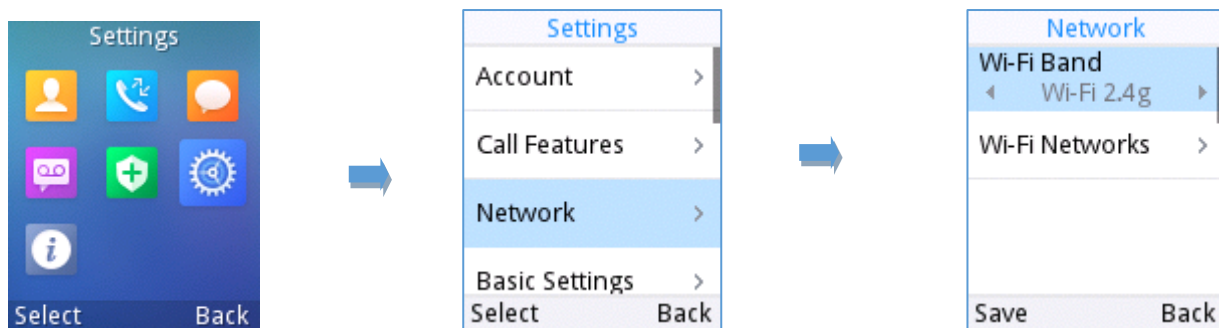 Settings
Select Back
Settings
Account
Call Features
Network
Basic Settings
Select Back
Network
Wi-Fi Band
Wi-Fi 2.4g
Wi-Fi Networks
Save Back